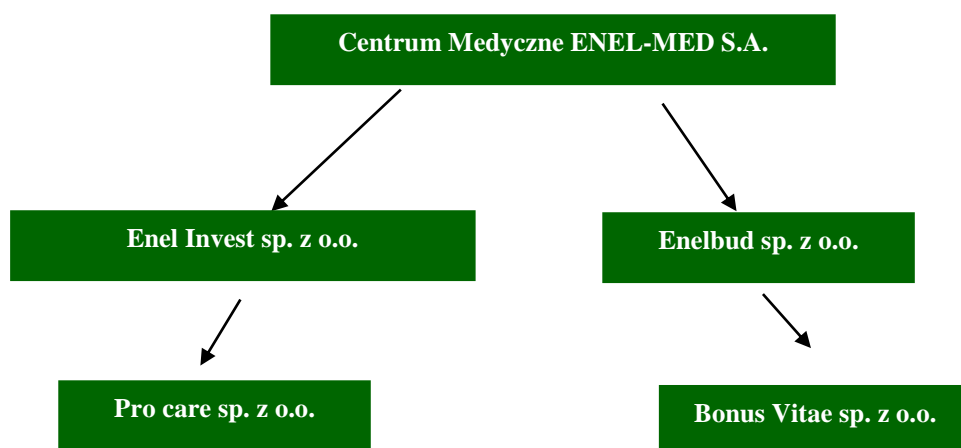 Centrum Medyczne ENEL-MED S.A.
Enel Invest sp. z o.o.
Enelbud sp. z o.o.
Pro care sp. z o.o.
Bonus Vitae sp. z o.o.